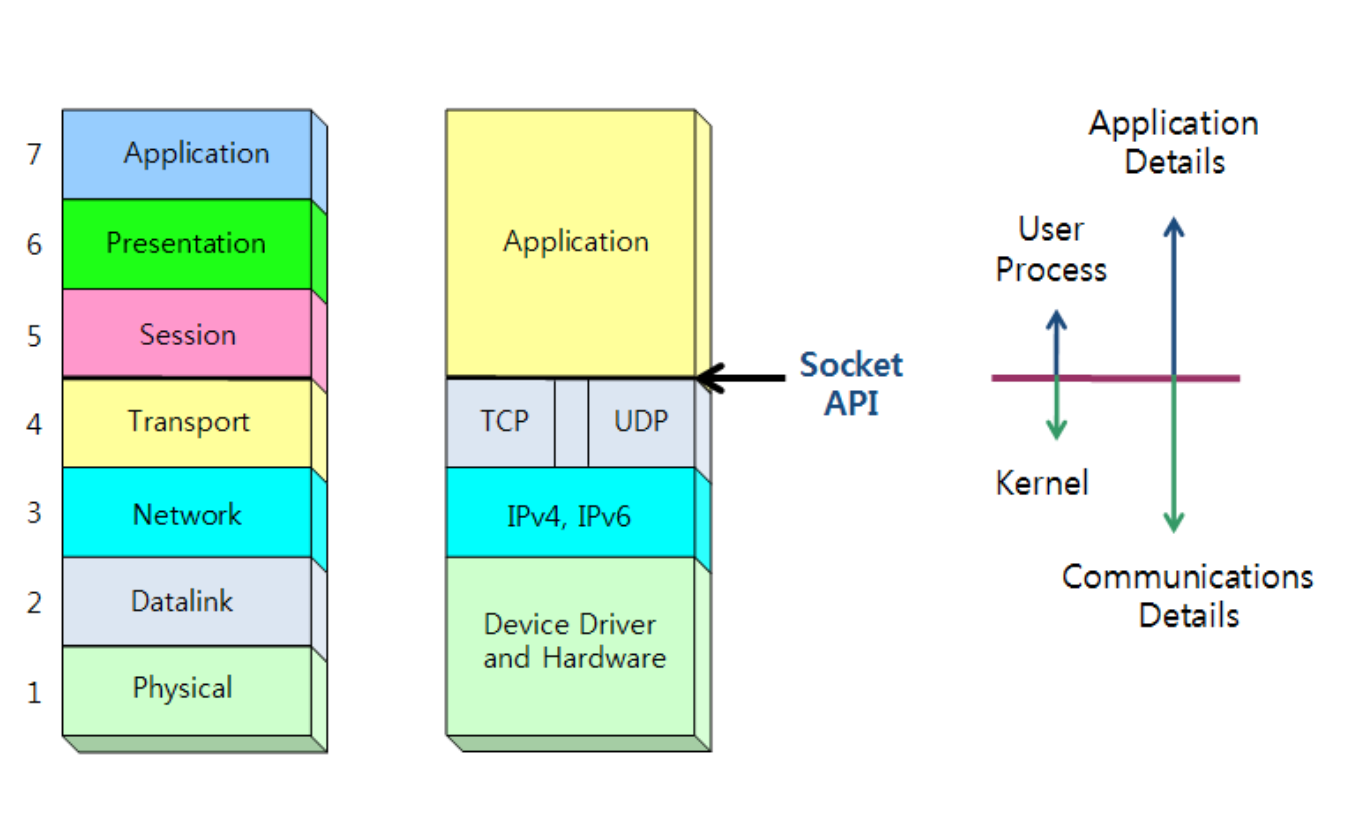 7
Application
6
Presentation
5
Session
4
Transport
3
Network
2
Datalink
1
Physical
Application
TCP
UDP
IPv4, IPv6
Device Driver
and Hardware
Socket
API
Application
Details
User
Process
Kernel
Communications
Details